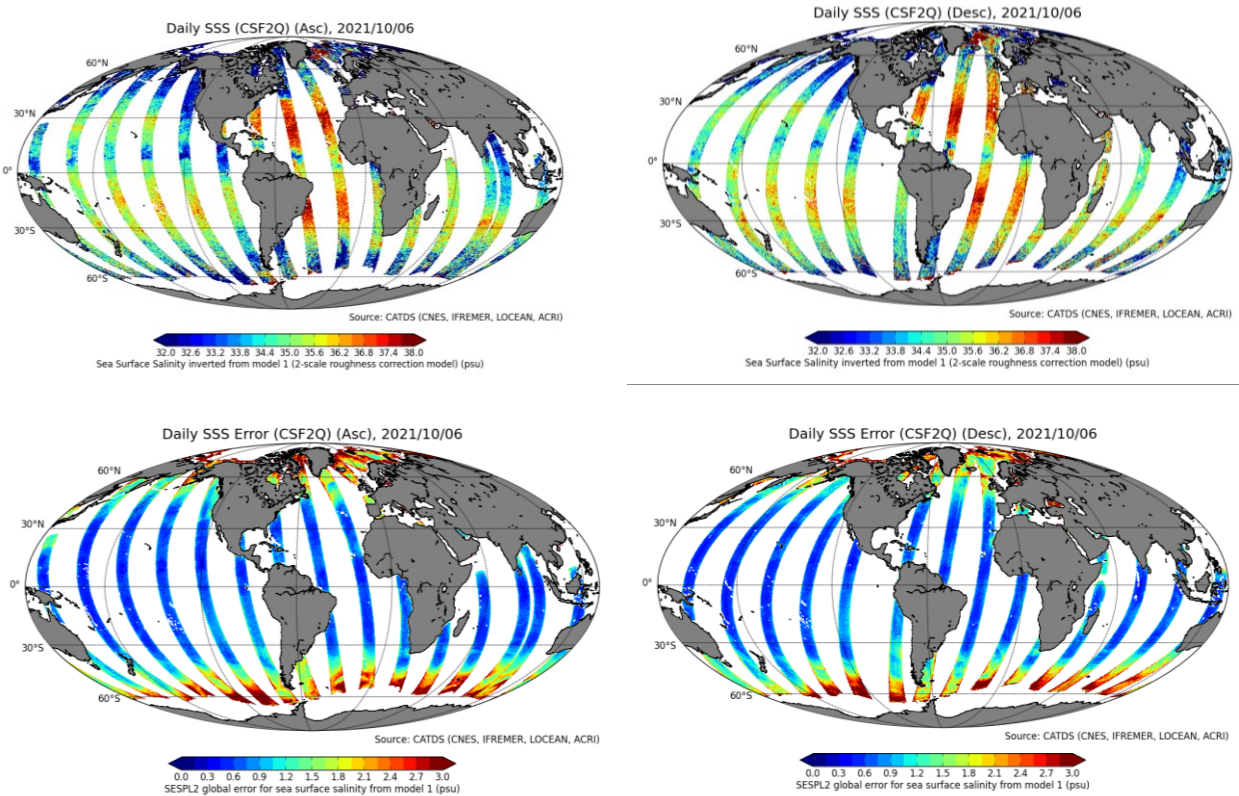 Daily SSS (CSF2Q) (Asc), 2021/10/06
60°N
30°N
0°
30°S
60°S
Source: CATDS (CNES, IFREMER, LOCEAN, ACRI)
32.0 32.6 33.2 33.8 34.4 35.0 35.6 36.2 36.8 37.4 38.0
Sea Surface Salinity inverted from model 1 (2-scale roughness correction model) (psu)
Daily SSS (CSF2Q) (Desc), 2021/10/06
60°N
30°N
0°
30°S
60°S
Source: CATDS (CNES, IFREMER, LOCEAN, ACRI)
32.0 32.6 33.2 33.8 34.4 35.0 35.6 36.2 36.8 37.4 38.0
Sea Surface Salinity inverted from model 1 (2-scale roughness correction model) (psu)
Daily SSS Error (CSF2Q) (Asc), 2021/10/06
60°N
30°N
0°
30°S
60°S
Source: CATDS (CNES, IFREMER, LOCEAN, ACRI)
0.0 0.3 0.6 0.9 1.2 1.5 1.8 2.1 2.4 2.7 3.0
SESPL2 global error for sea surface salinity from model 1 (psu)
Daily SSS Error (CSF2Q) (Desc), 2021/10/06
60°N
30°N
0°
30°S
60°S
Source: CATDS (CNES, IFREMER, LOCEAN, ACRI)
0.0 0.3 0.6 0.9 1.2 1.5 1.8 2.1 2.4 2.7 3.0
SESPL2 global error for sea surface salinity from model 1 (psu)